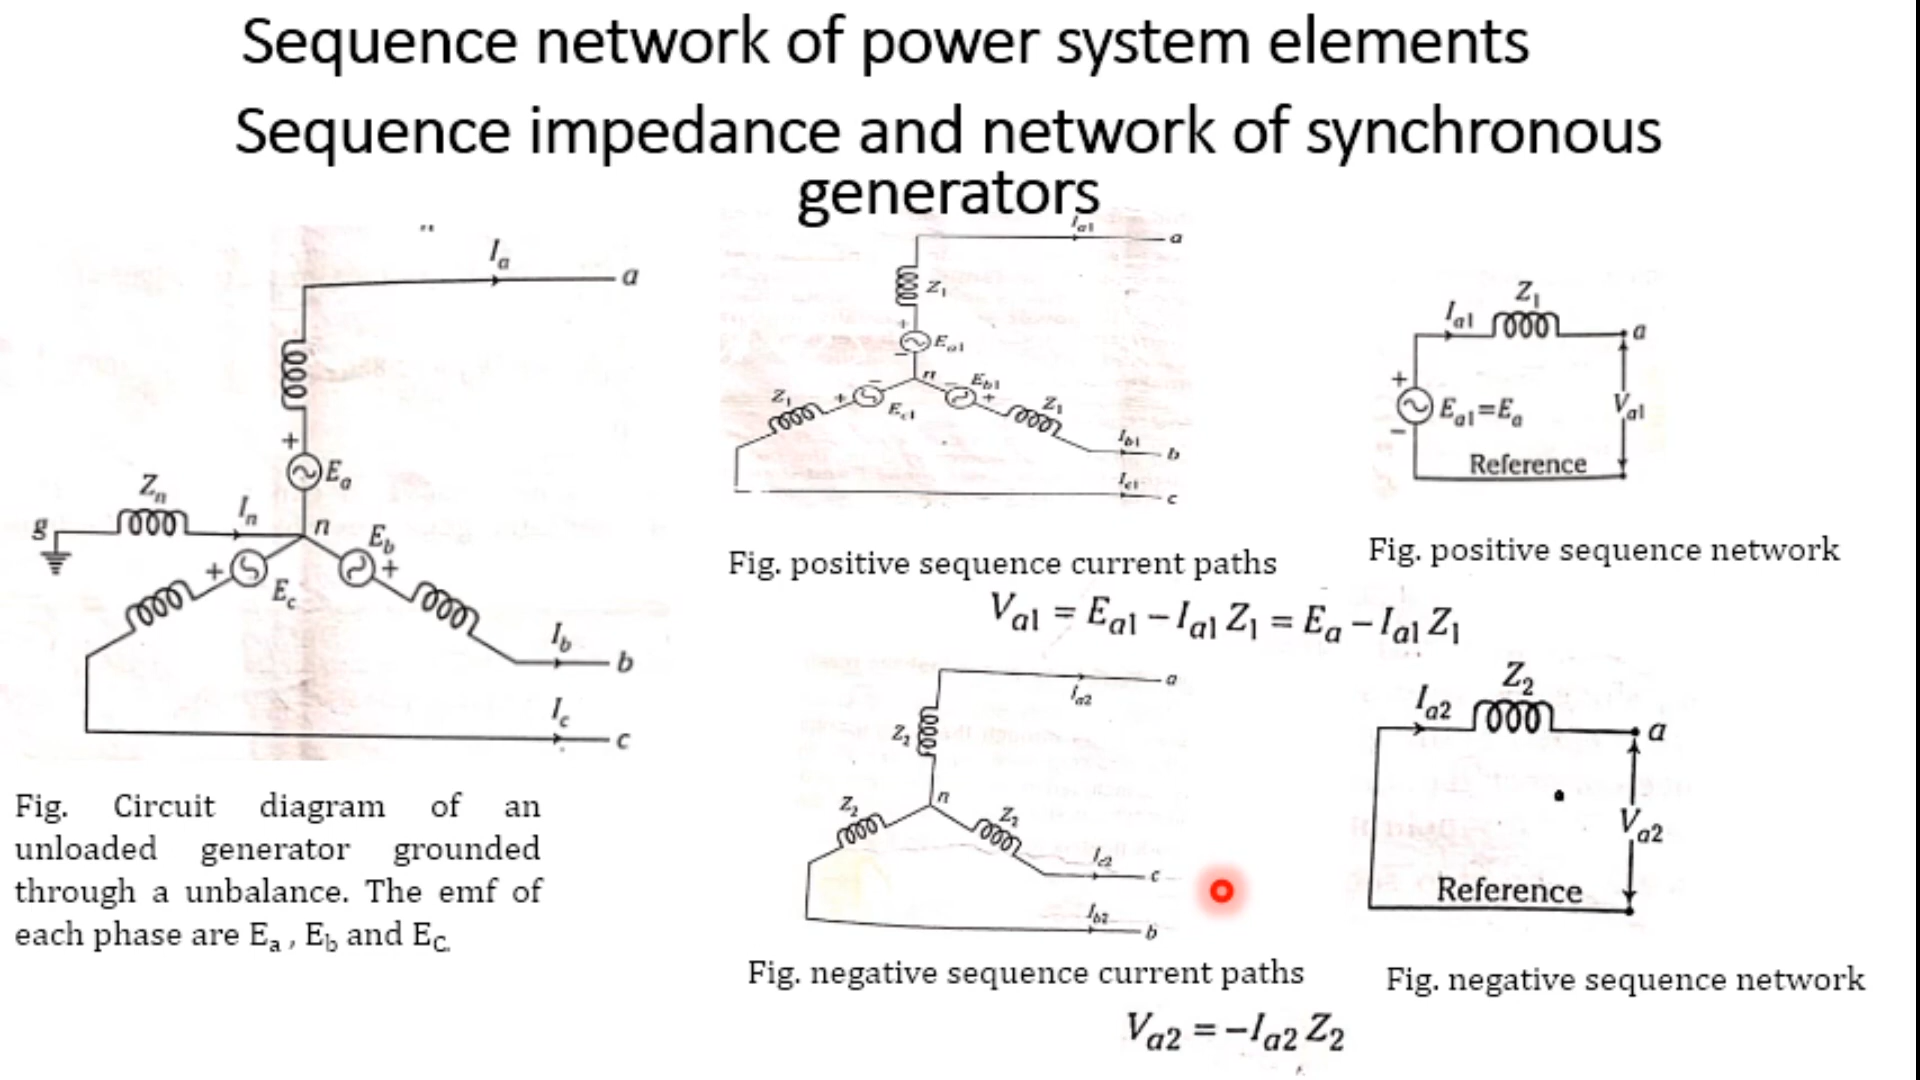 Sequence network of power system elements
Sequence impedance and network of synchronous
generators
I_a
a
E_a
Z_n
I_n
g
n
E_b
E_c
I_b
b
I_c
c
Fig. Circuit diagram of an
unloaded generator grounded
through a unbalance. The emf of
each phase are E_a , E_b and E_C.
I_a1
a
Z_1
E_a1
n
E_b1
Z_1
E_c1
Z_1
I_b1
b
I_c1
c
Fig. positive sequence current paths
Z_1
I_a1
a
E_a1=E_a
V_a1
Reference
Fig. positive sequence network
V_a1 = E_a1 – I_a1 Z_1 = E_a – I_a1 Z_1
a
I_a2
Z_2
n
Z_2
Z_2
c
I_b2
b
Fig. negative sequence current paths
Z_2
I_a2
a
V_a2
Reference
Fig. negative sequence network
V_a2 = –I_a2 Z_2